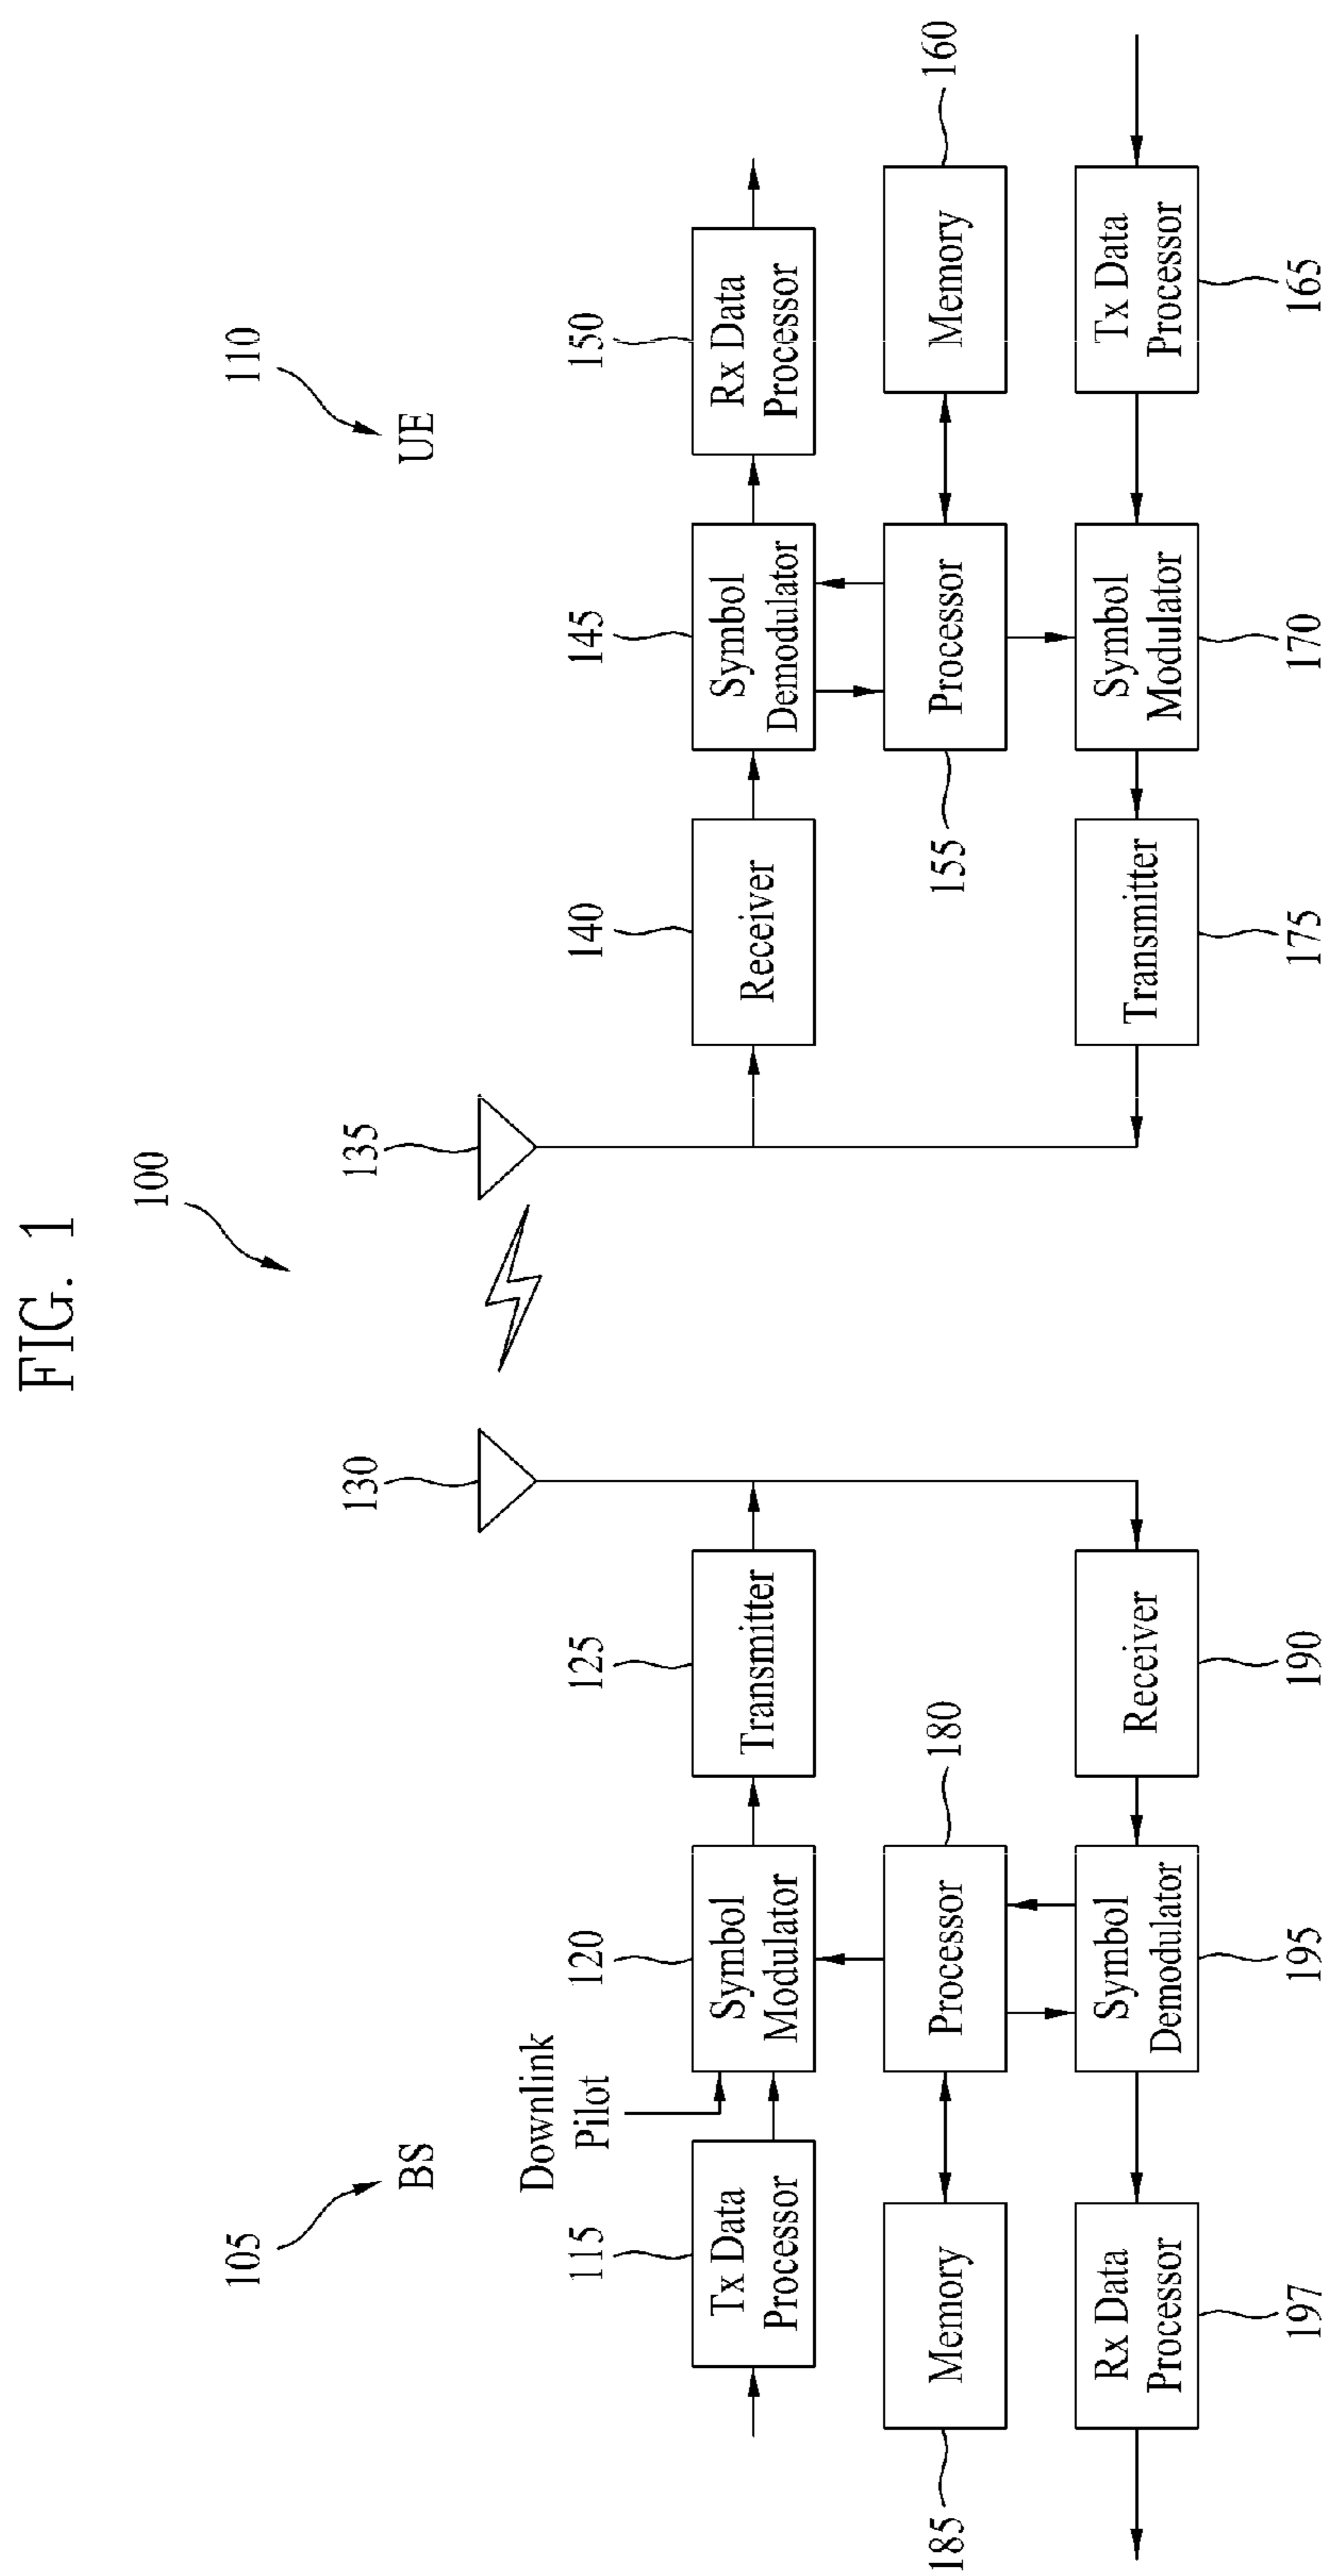 FIG. 1
100
105
BS
110
UE
130
135
Downlink
Pilot
115
Tx Data
Processor
120
Symbol
Modulator
125
Transmitter
140
Receiver
145
Symbol
Demodulator
150
Rx Data
Processor
185
Memory
180
Processor
155
Processor
160
Memory
197
Rx Data
Processor
195
Symbol
Demodulator
190
Receiver
175
Transmitter
170
Symbol
Modulator
165
Tx Data
Processor